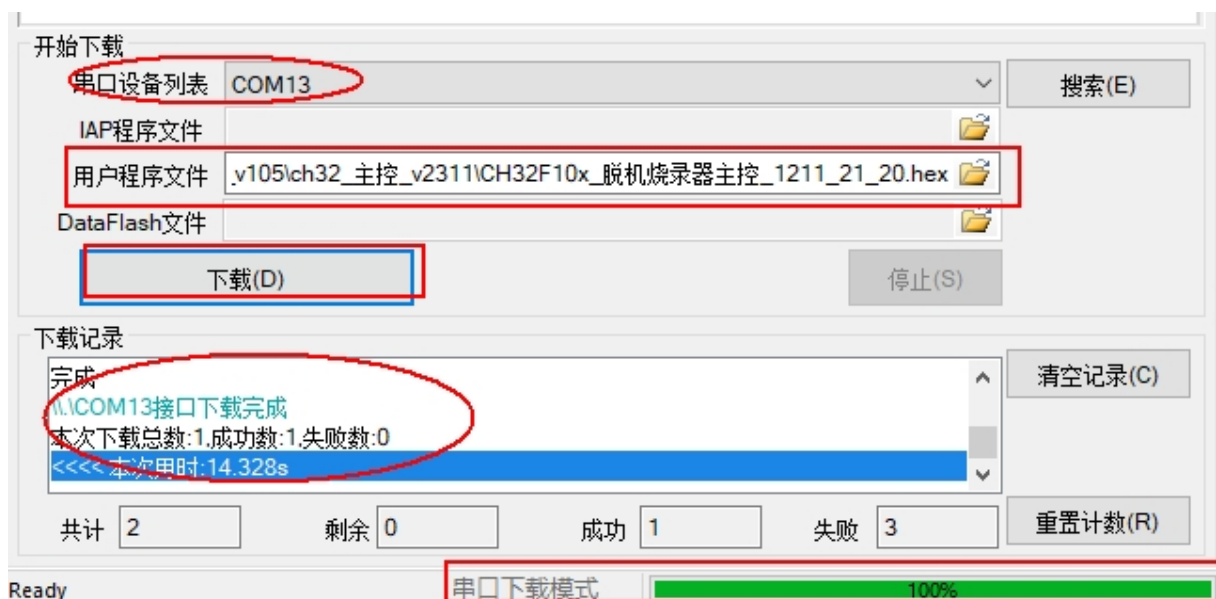 开始下载
串口设备列表 COM13 搜索(E)
IAP程序文件
用户程序文件 _v105\ch32_主控_v2311\CH32F10x_脱机烧录器主控_1211_21_20.hex
DataFlash文件
下载(D) 停止(S)
下载记录
完成 清空记录(C)
\\.\COM13接口下载完成
本次下载总数:1,成功数:1,失败数:0
<<<< 本次用时:14.328s
共计 2 剩余 0 成功 1 失败 3 重置计数(R)
Ready 串口下载模式 100%